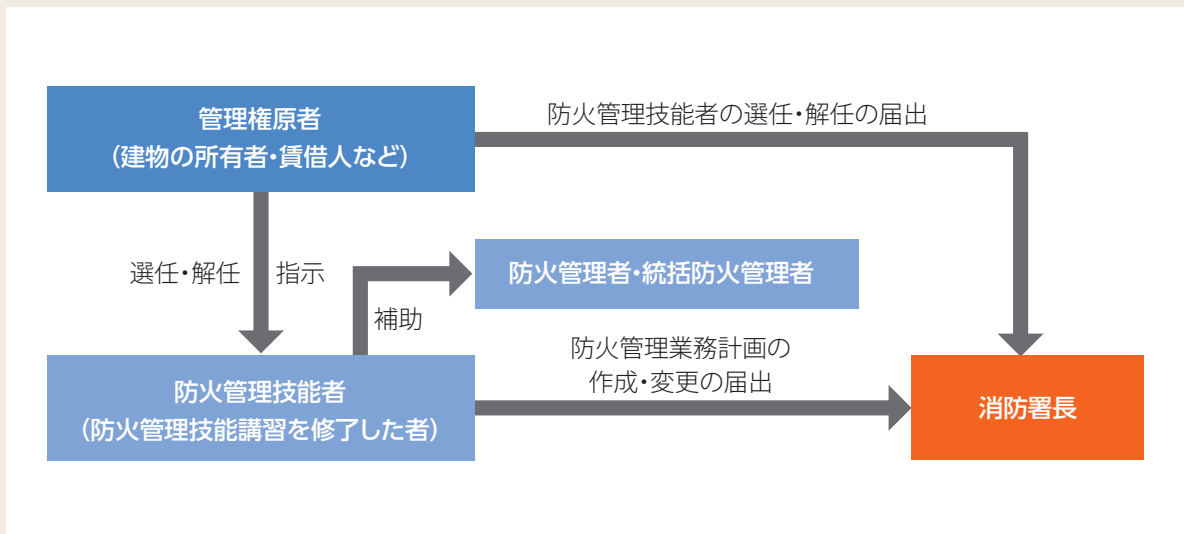 管理権原者
（建物の所有者・賃借人など）
防火管理技能者の選任・解任の届出
選任・解任
指示
補助
防火管理者・統括防火管理者
防火管理技能者
（防火管理技能講習を修了した者）
防火管理業務計画の
作成・変更の届出
消防署長